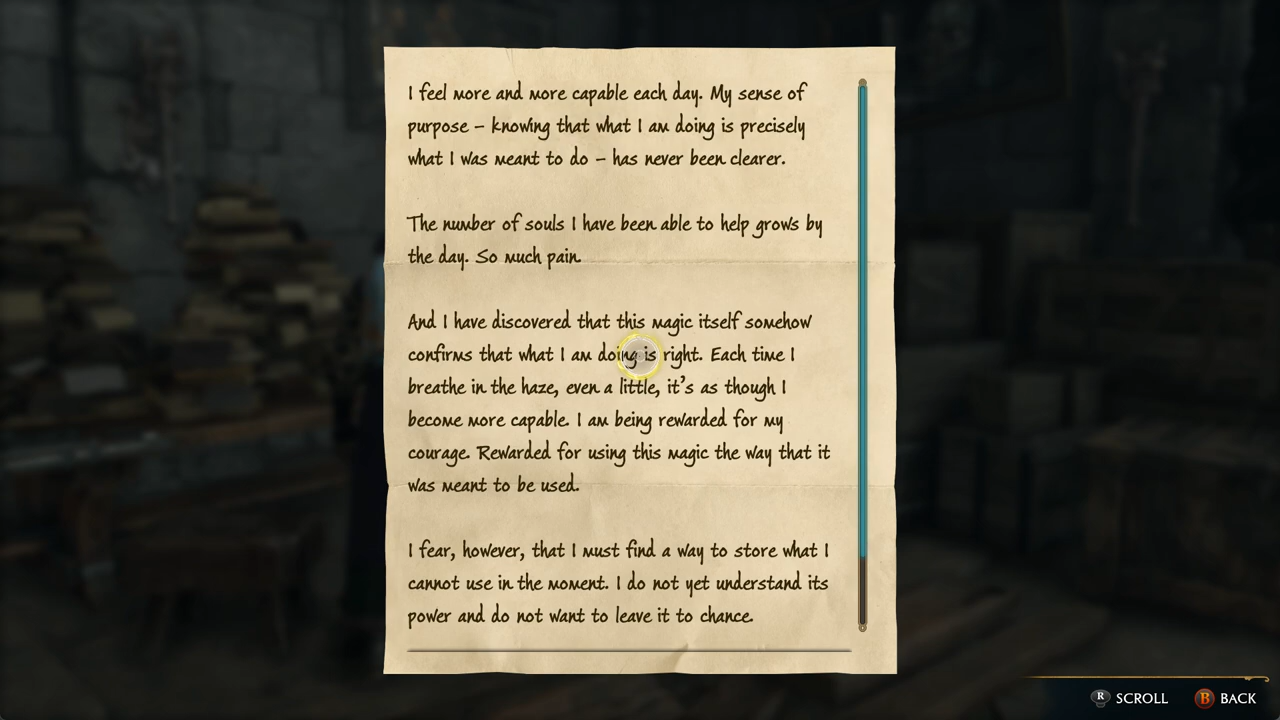 I feel more and more capable each day. My sense of
purpose – knowing that what I am doing is precisely
what I was meant to do – has never been clearer.
The number of souls I have been able to help grows by
the day. So much pain.
And I have discovered that this magic itself somehow
confirms that what I am doing is right. Each time I
breathe in the haze, even a little, it's as though I
become more capable. I am being rewarded for my
courage. Rewarded for using this magic the way that it
was meant to be used.
I fear, however, that I must find a way to store what I
cannot use in the moment. I do not yet understand its
power and do not want to leave it to chance.
R SCROLL B BACK